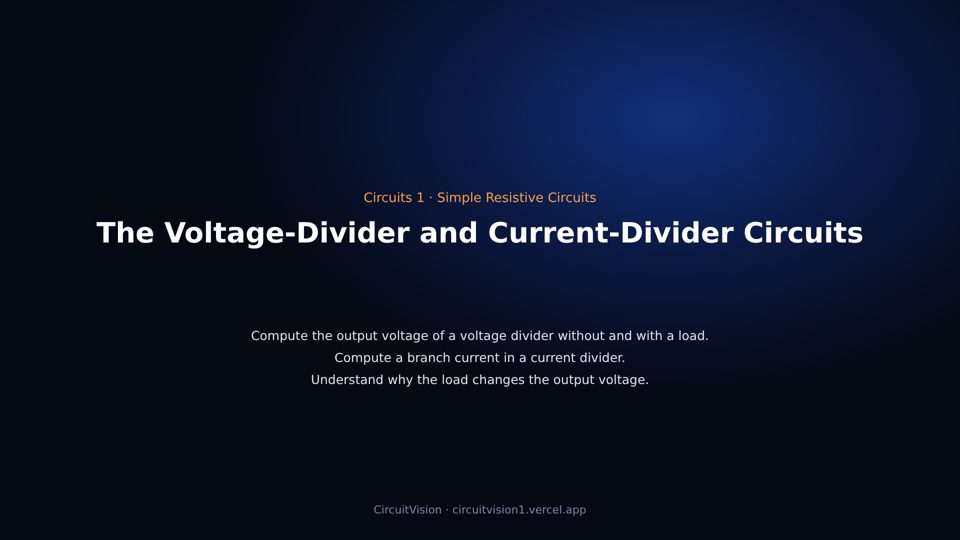 Circuits 1 · Simple Resistive Circuits
The Voltage-Divider and Current-Divider Circuits
Compute the output voltage of a voltage divider without and with a load.
Compute a branch current in a current divider.
Understand why the load changes the output voltage.
CircuitVision · circuitvision1.vercel.app